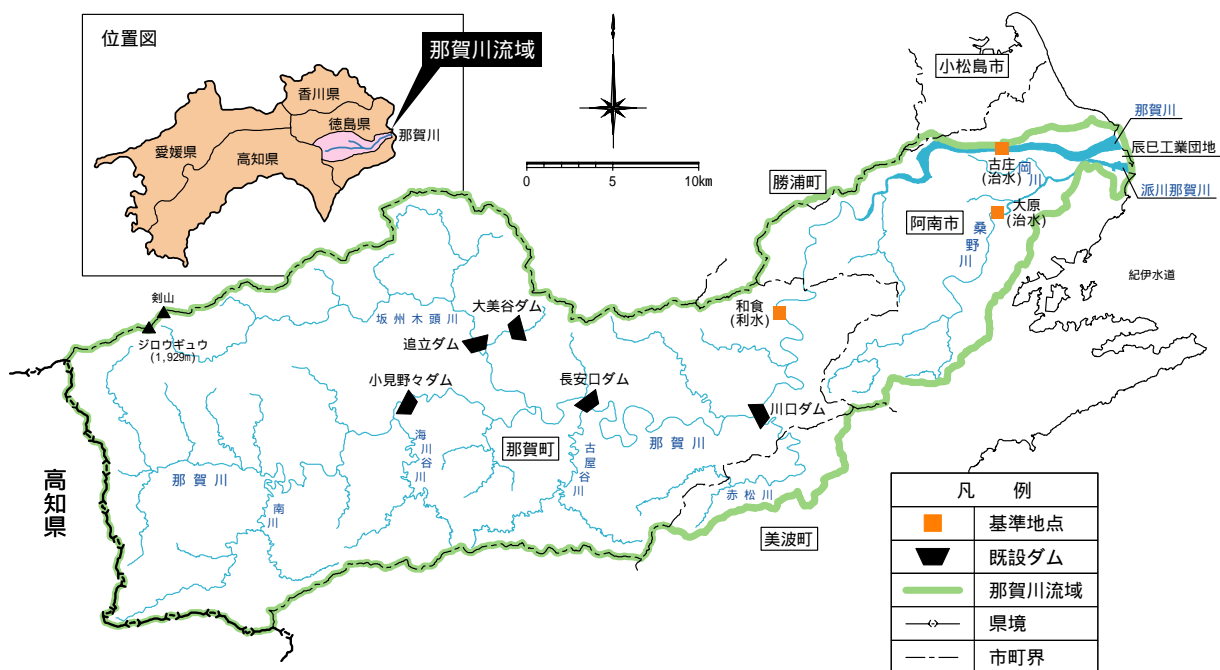 位置図
那賀川流域
香川県
徳島県
那賀川
愛媛県
高知県
0 5 10km
小松島市
那賀川
辰巳工業団地
派川那賀川
古庄
(治水)
岡川
勝浦町
阿南市
大原
(治水)
桑野川
紀伊水道
剣山
ジロウギュウ
(1,929m)
坂州木頭川
大美谷ダム
追立ダム
和食
(利水)
小見野々ダム
長安口ダム
川口ダム
海川谷川
那賀町
古屋谷川
那賀川
那賀川
南川
赤松川
高知県
美波町
凡 例
基準地点
既設ダム
那賀川流域
県境
市町界